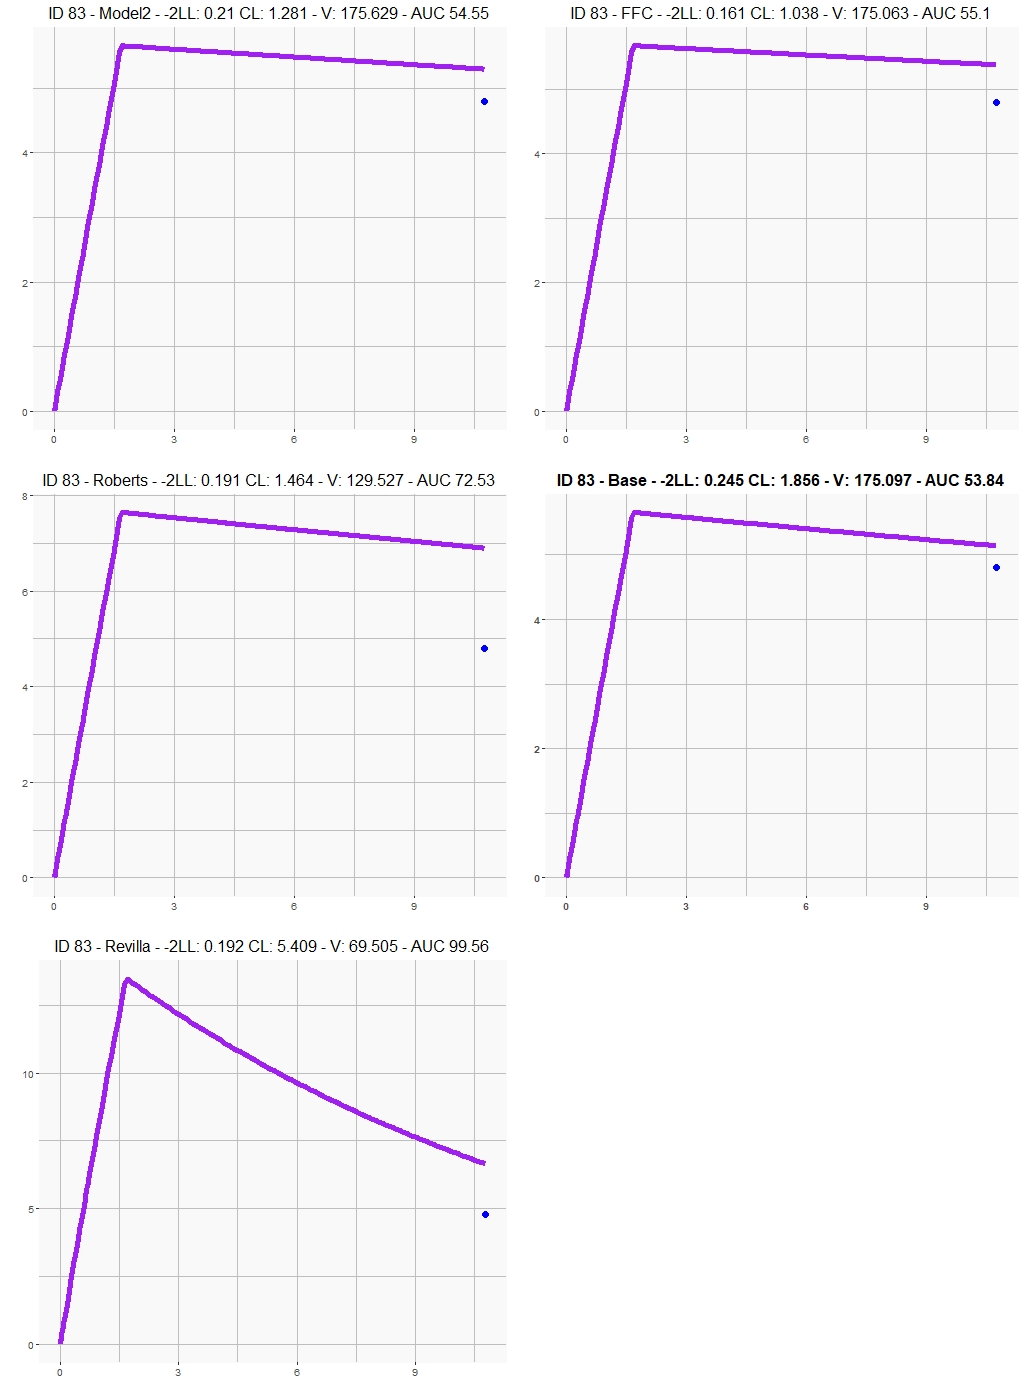 ID 83 - Model2 - -2LL: 0.21 CL: 1.281 - V: 175.629 - AUC 54.55
4
2
0
0 3 6 9
ID 83 - FFC - -2LL: 0.161 CL: 1.038 - V: 175.063 - AUC 55.1
4
2
0
0 3 6 9
ID 83 - Roberts - -2LL: 0.191 CL: 1.464 - V: 129.527 - AUC 72.53
8
6
4
2
0
0 3 6 9
ID 83 - Base - -2LL: 0.245 CL: 1.856 - V: 175.097 - AUC 53.84
4
2
0
0 3 6 9
ID 83 - Revilla - -2LL: 0.192 CL: 5.409 - V: 69.505 - AUC 99.56
10
5
0
0 3 6 9